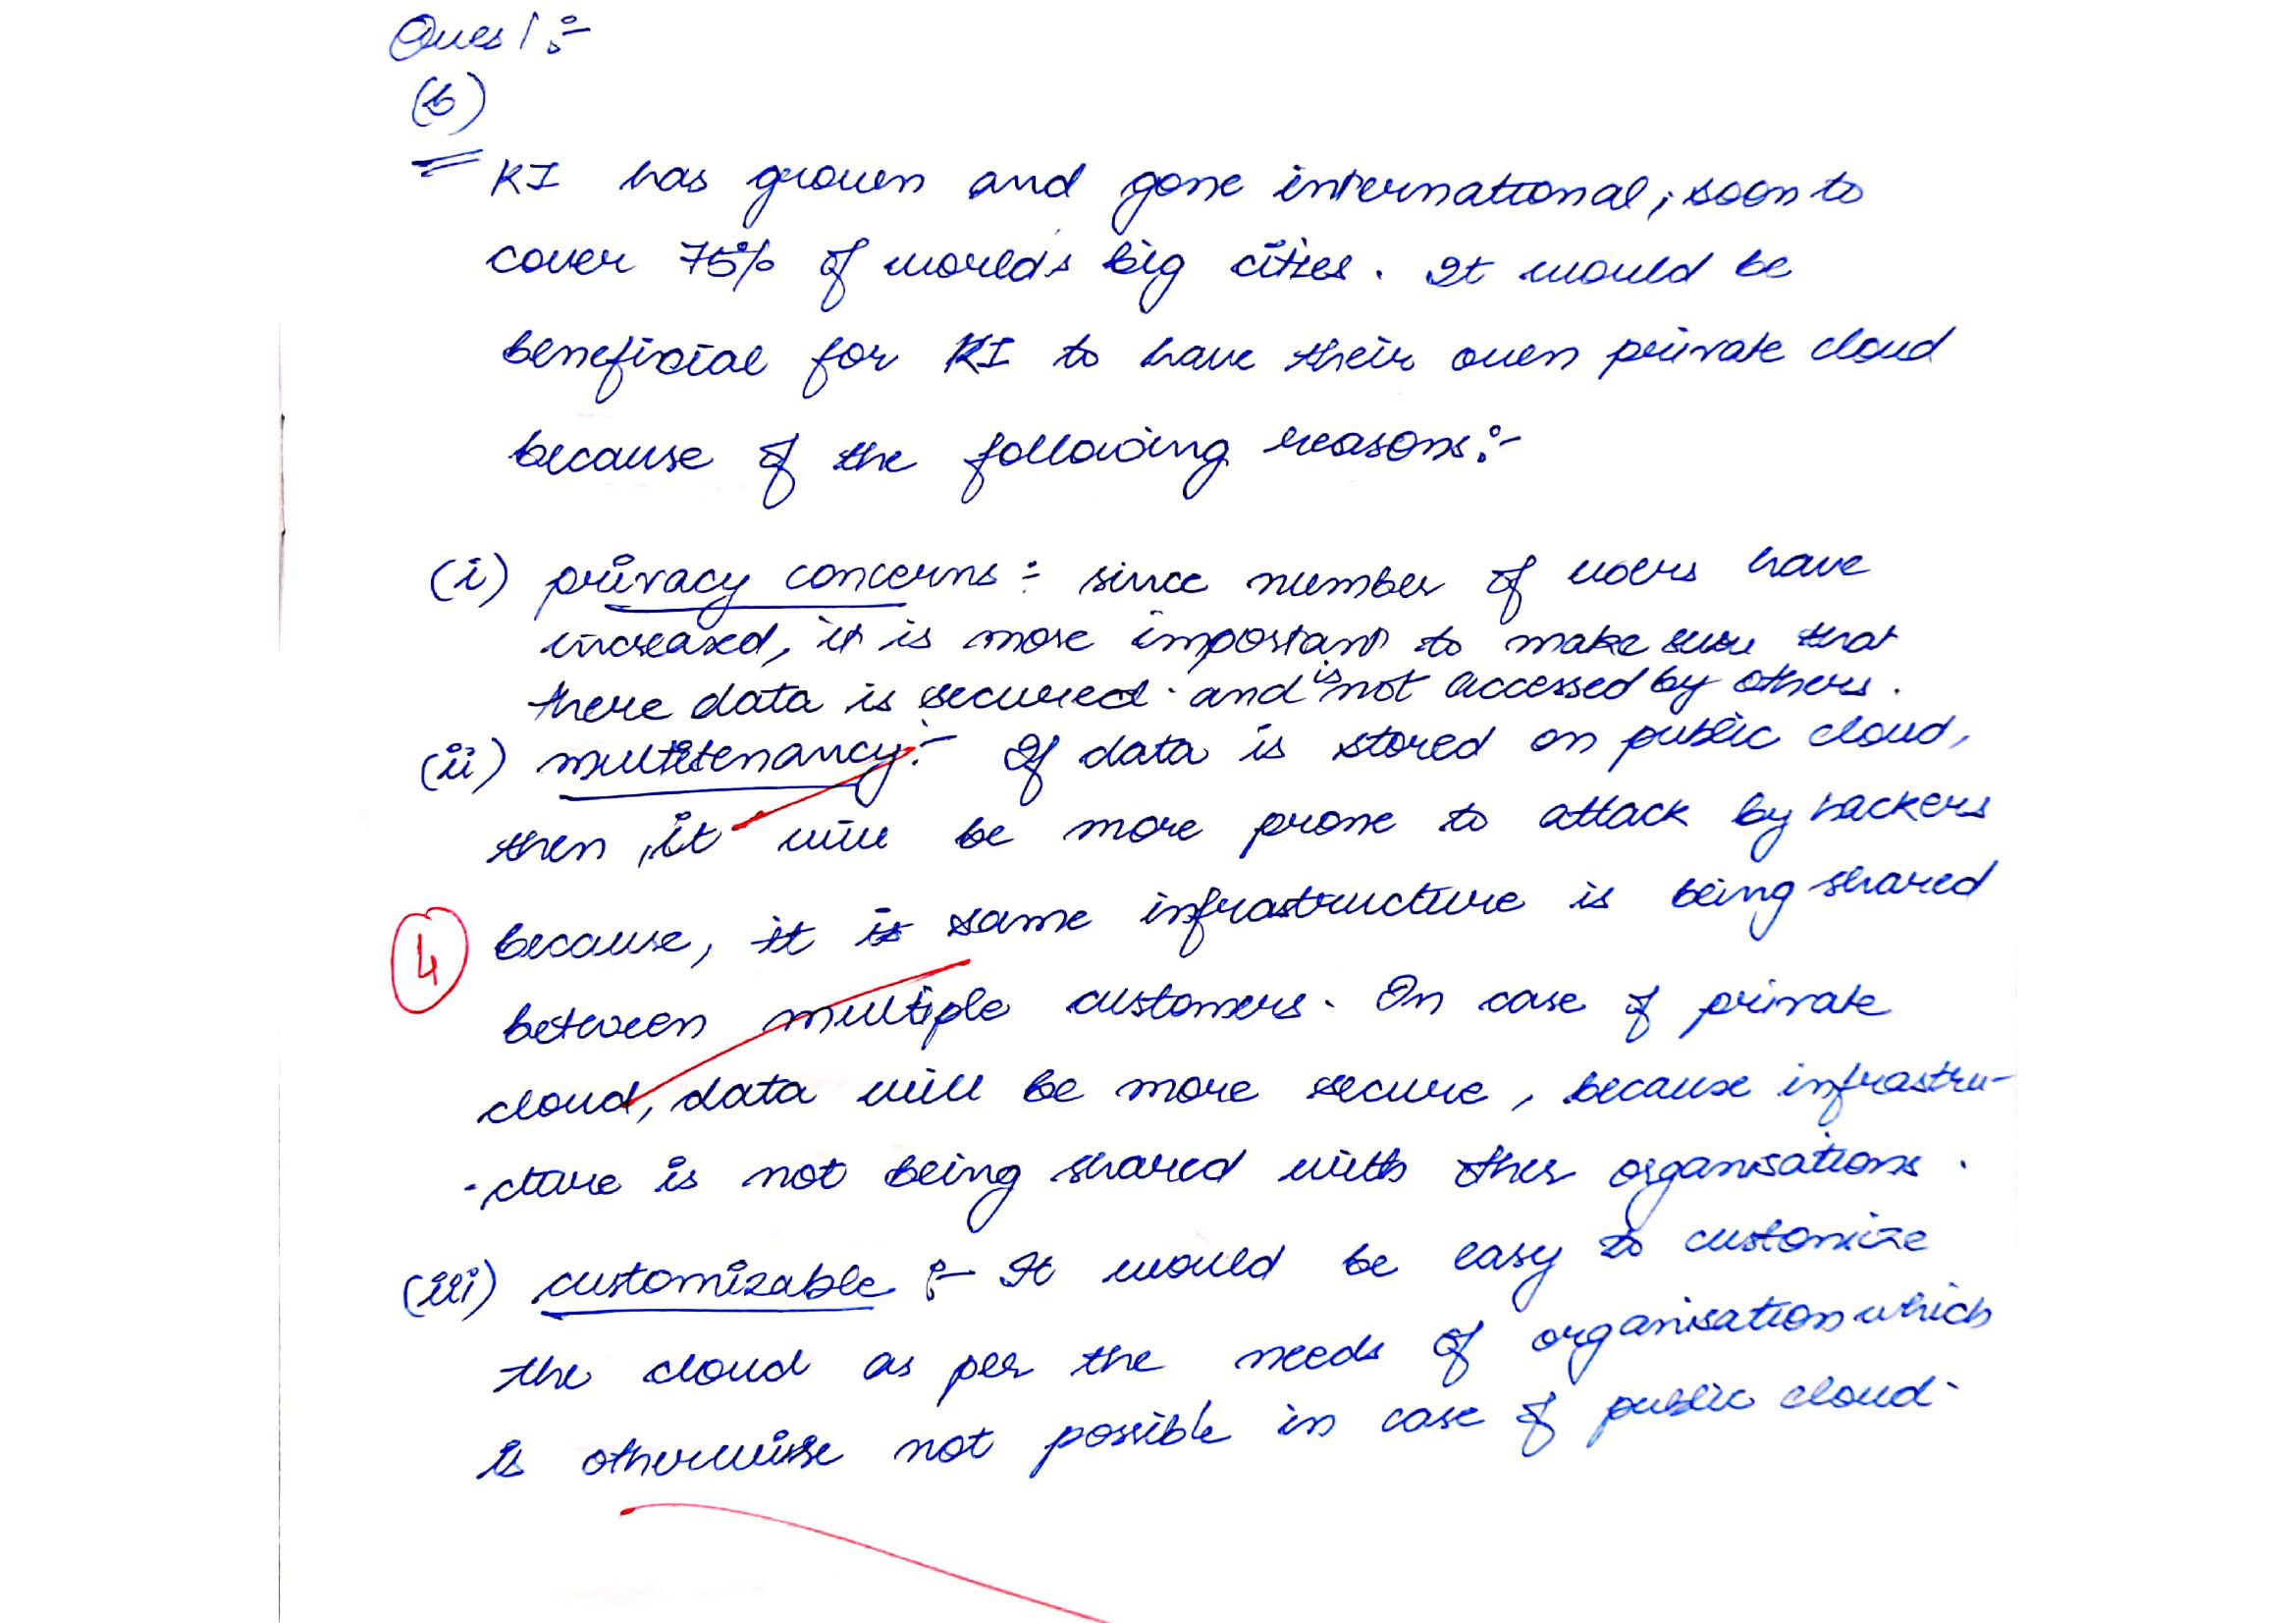 Ques 1 :-
(b)
KI has grown and gone international, soon to
cover 75% of world's big cities. It would be
beneficial for KI to have their own private cloud
because of the following reasons:-
(i) privacy concerns :- since number of users have
increased, it is more important to make sure that
there data is secured and is not accessed by others.
(ii) multitenancy:- If data is stored on public cloud,
then, it will be more prone to attack by hackers
4
because, it is same infrastructure is being shared
between multiple customers. In case of private
cloud, data will be more secure, because infrastru-
-cture is not being shared with other organisations.
(iii) customizable :- It would be easy to customize
the cloud as per the needs of organisation which
is otherwise not possible in case of public cloud.